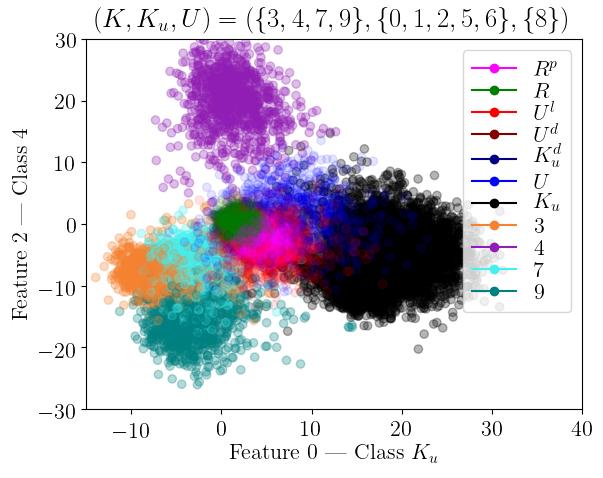 (K, K_u, U) = ({3, 4, 7, 9}, {0, 1, 2, 5, 6}, {8})
30
20
10
0
−10
−20
−30
Feature 2 — Class 4
R^p
R
U^l
U^d
K_u^d
U
K_u
3
4
7
9
−10 0 10 20 30 40
Feature 0 — Class K_u